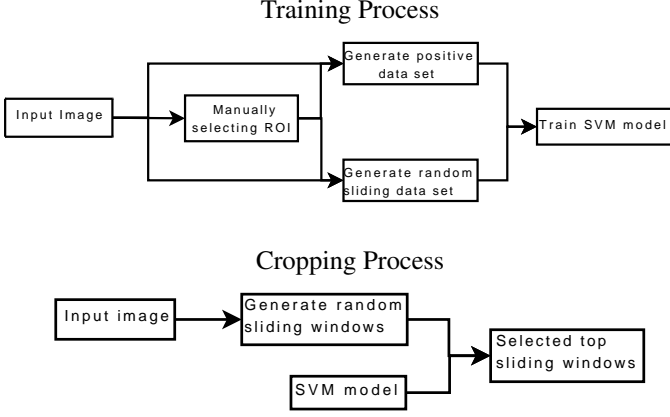 Training Process
Generate positive
data set
Input Image
Manually
selecting ROI
Train SVM model
Generate random
sliding data set
Cropping Process
Input image
Generate random
sliding windows
Selected top
sliding windows
SVM model